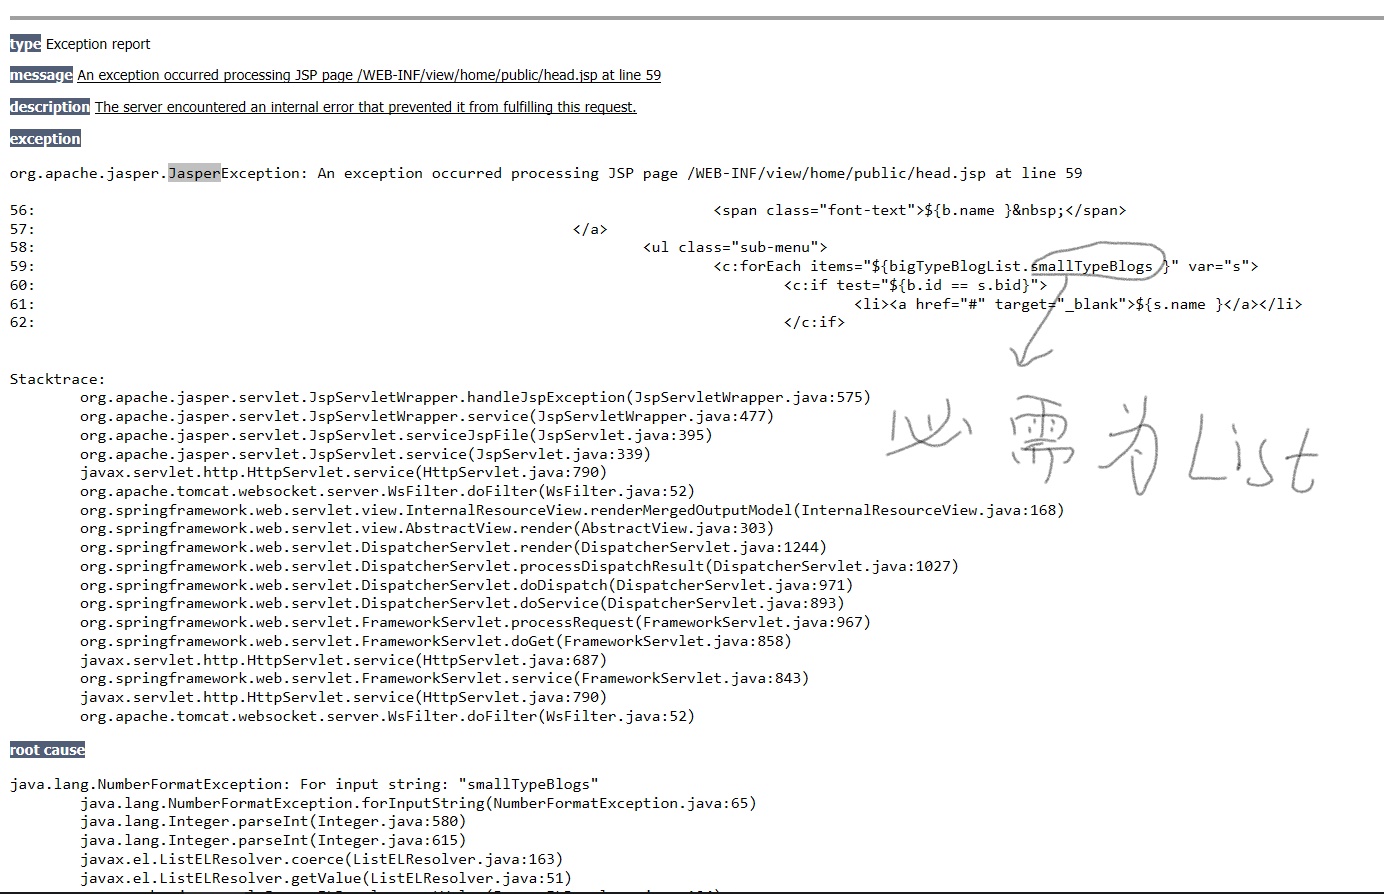 type Exception report
message An exception occurred processing JSP page /WEB-INF/view/home/public/head.jsp at line 59
description The server encountered an internal error that prevented it from fulfilling this request.
exception
org.apache.jasper.JasperException: An exception occurred processing JSP page /WEB-INF/view/home/public/head.jsp at line 59
56: <span class="font-text">${b.name }&nbsp;</span>
57: </a>
58: <ul class="sub-menu">
59: <c:forEach items="${bigTypeBlogList.smallTypeBlogs }" var="s">
60: <c:if test="${b.id == s.bid}">
61: <li><a href="#" target="_blank">${s.name }</a></li>
62: </c:if>
Stacktrace:
org.apache.jasper.servlet.JspServletWrapper.handleJspException(JspServletWrapper.java:575)
org.apache.jasper.servlet.JspServletWrapper.service(JspServletWrapper.java:477)
org.apache.jasper.servlet.JspServlet.serviceJspFile(JspServlet.java:395)
org.apache.jasper.servlet.JspServlet.service(JspServlet.java:339)
javax.servlet.http.HttpServlet.service(HttpServlet.java:790)
org.apache.tomcat.websocket.server.WsFilter.doFilter(WsFilter.java:52)
必需为List
org.springframework.web.servlet.view.InternalResourceView.renderMergedOutputModel(InternalResourceView.java:168)
org.springframework.web.servlet.view.AbstractView.render(AbstractView.java:303)
org.springframework.web.servlet.DispatcherServlet.render(DispatcherServlet.java:1244)
org.springframework.web.servlet.DispatcherServlet.processDispatchResult(DispatcherServlet.java:1027)
org.springframework.web.servlet.DispatcherServlet.doDispatch(DispatcherServlet.java:971)
org.springframework.web.servlet.DispatcherServlet.doService(DispatcherServlet.java:893)
org.springframework.web.servlet.FrameworkServlet.processRequest(FrameworkServlet.java:967)
org.springframework.web.servlet.FrameworkServlet.doGet(FrameworkServlet.java:858)
javax.servlet.http.HttpServlet.service(HttpServlet.java:687)
org.springframework.web.servlet.FrameworkServlet.service(FrameworkServlet.java:843)
javax.servlet.http.HttpServlet.service(HttpServlet.java:790)
org.apache.tomcat.websocket.server.WsFilter.doFilter(WsFilter.java:52)
root cause
java.lang.NumberFormatException: For input string: "smallTypeBlogs"
java.lang.NumberFormatException.forInputString(NumberFormatException.java:65)
java.lang.Integer.parseInt(Integer.java:580)
java.lang.Integer.parseInt(Integer.java:615)
javax.el.ListELResolver.coerce(ListELResolver.java:163)
javax.el.ListELResolver.getValue(ListELResolver.java:51)